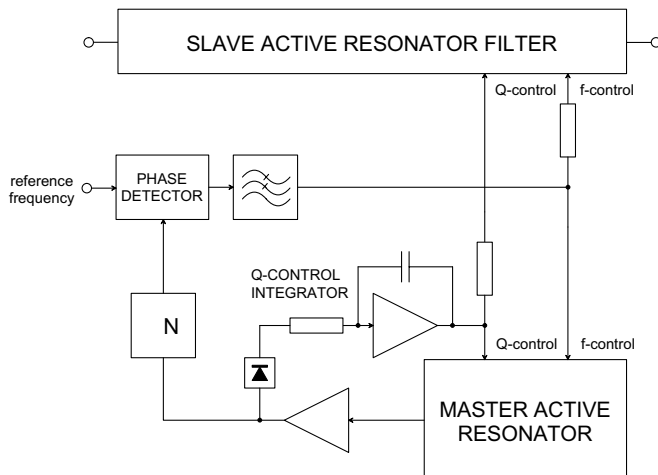 SLAVE ACTIVE RESONATOR FILTER
Q-control
f-control
reference
frequency
PHASE
DETECTOR
Q-CONTROL
INTEGRATOR
N
Q-control
f-control
MASTER ACTIVE
RESONATOR